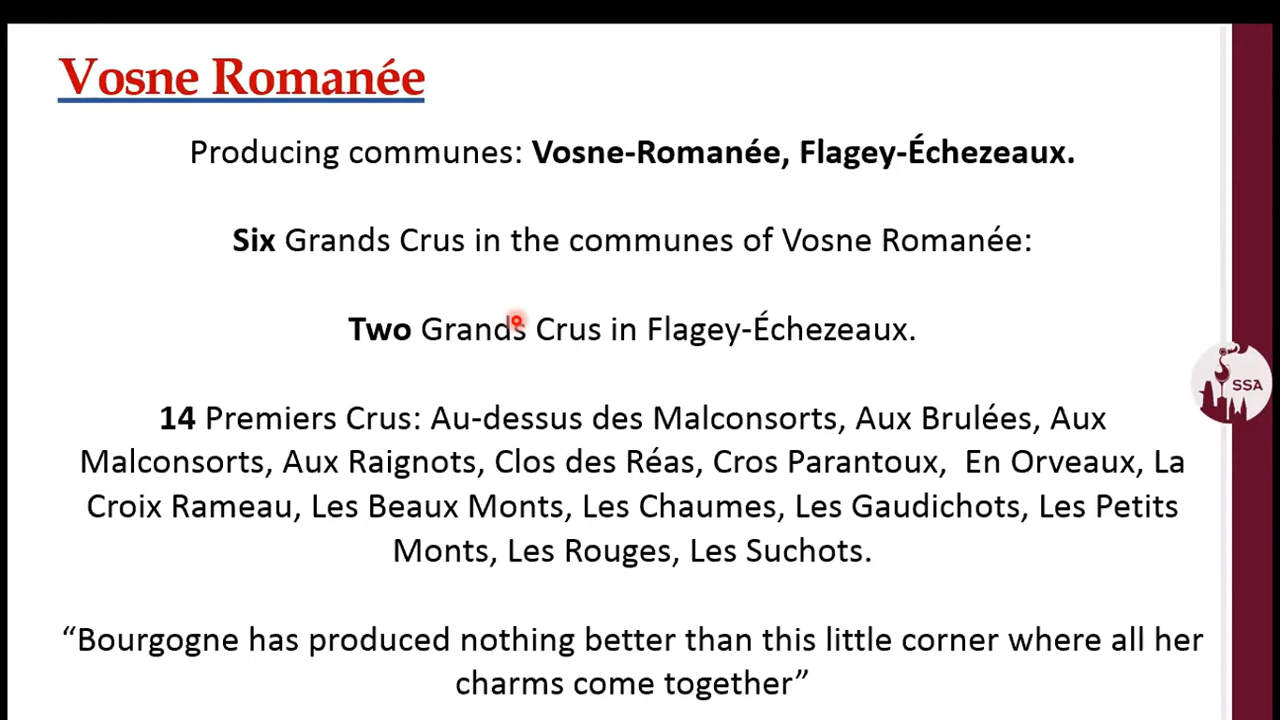 Vosne Romanée
Producing communes: Vosne-Romanée, Flagey-Échezeaux.
Six Grands Crus in the communes of Vosne Romanée:
Two Grands Crus in Flagey-Échezeaux.
14 Premiers Crus: Au-dessus des Malconsorts, Aux Brulées, Aux
Malconsorts, Aux Raignots, Clos des Réas, Cros Parantoux, En Orveaux, La
Croix Rameau, Les Beaux Monts, Les Chaumes, Les Gaudichots, Les Petits
Monts, Les Rouges, Les Suchots.
“Bourgogne has produced nothing better than this little corner where all her
charms come together”
SSA